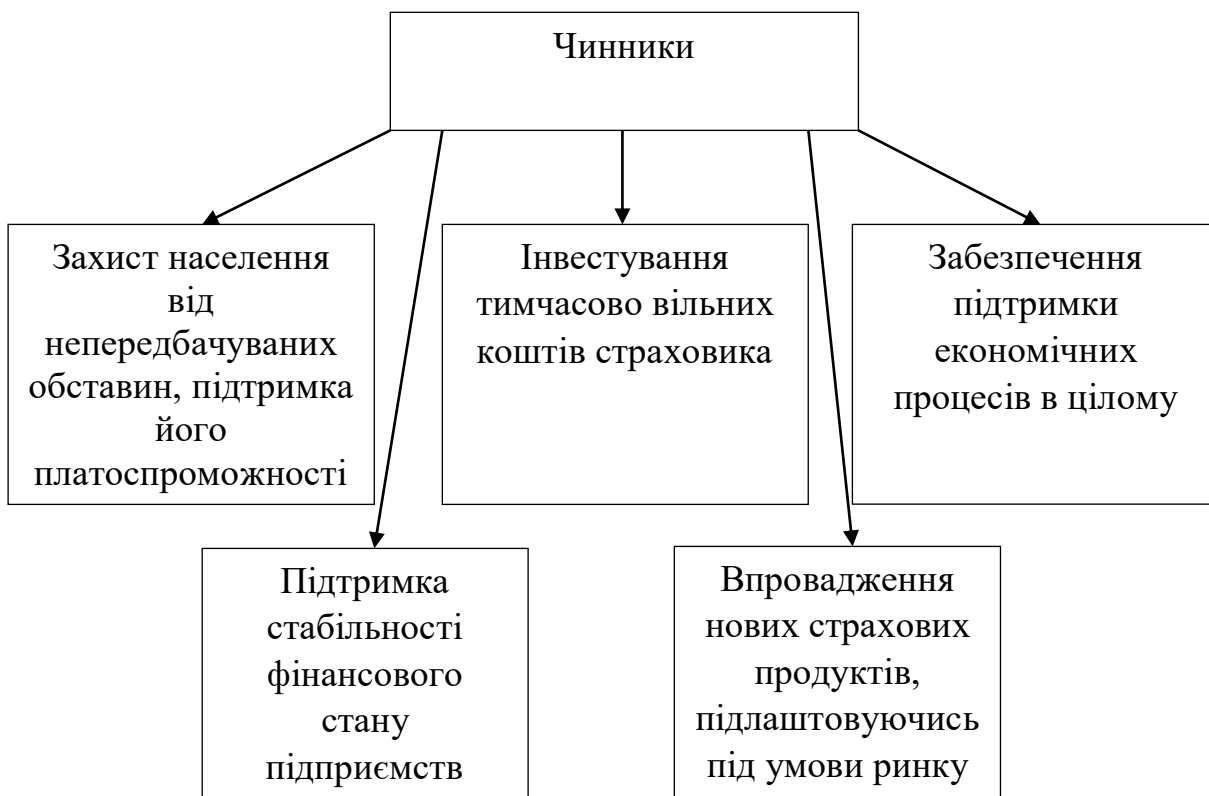 Чинники
Захист населення
від
непередбачуваних
обставин, підтримка
його
платоспроможності
Інвестування
тимчасово вільних
коштів страховика
Забезпечення
підтримки
економічних
процесів в цілому
Підтримка
стабільності
фінансового
стану
підприємств
Впровадження
нових страхових
продуктів,
підлаштовуючись
під умови ринку